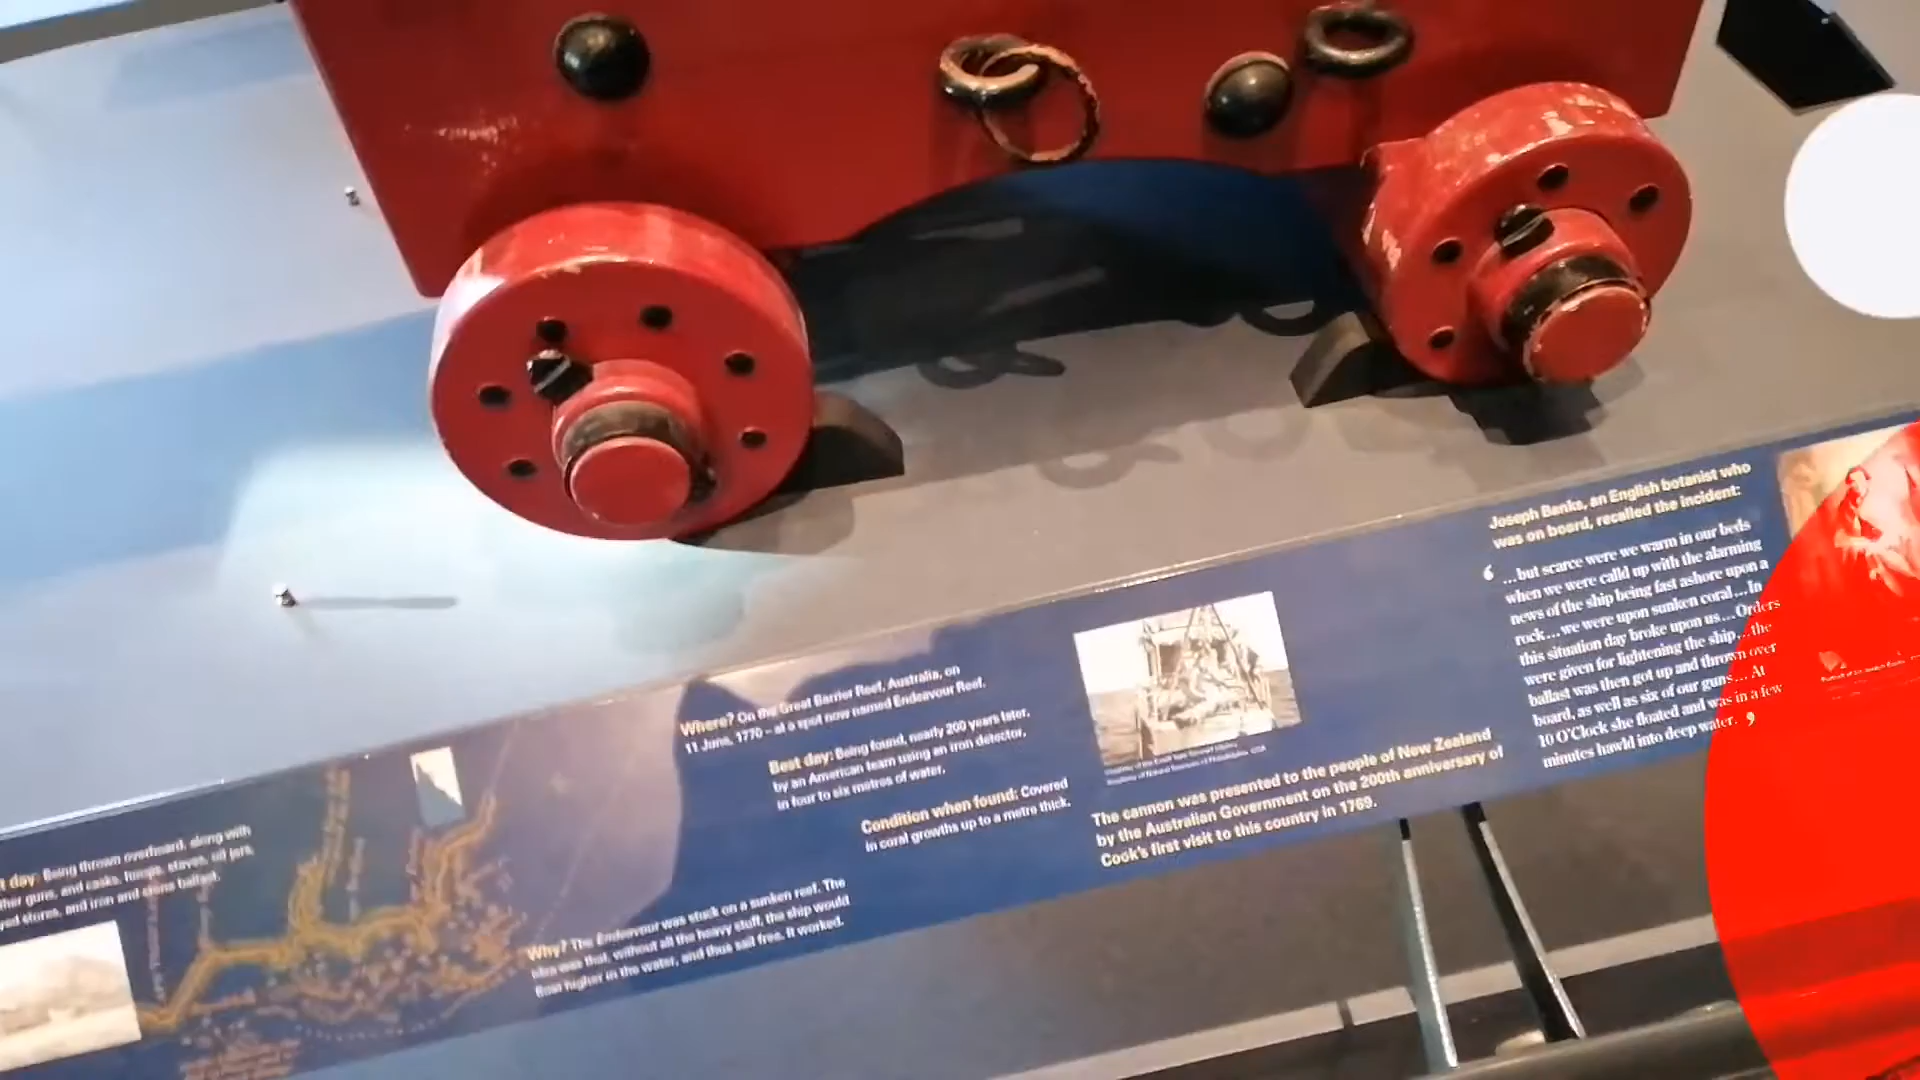 t day: Being thrown overboard, along with
ther guns, and casks, hoops, staves, oil jars,
yed stores, and iron and stone ballast.
Why? The Endeavour was stuck on a sunken reef. The
idea was that, without all the heavy stuff, the ship would
float higher in the water, and thus sail free. It worked.
Where? On the Great Barrier Reef, Australia, on
11 June, 1770 – at a spot now named Endeavour Reef.
Best day: Being found, nearly 200 years later,
by an American team using an iron detector,
in four to six metres of water.
Condition when found: Covered
in coral growths up to a metre thick.
The cannon was presented to the people of New Zealand
by the Australian Government on the 200th anniversary of
Cook's first visit to this country in 1769.
Joseph Banks, an English botanist who
was on board, recalled the incident:
‘ ...but scarce were we warm in our beds
when we were calld up with the alarming
news of the ship being fast ashore upon a
rock...we were upon sunken coral...In
this situation day broke upon us...Orders
were given for lightening the ship...the
ballast was then got up and thrown over
board, as well as six of our guns... At
10 O'Clock she floated and was in a few
minutes hawld into deep water. ’